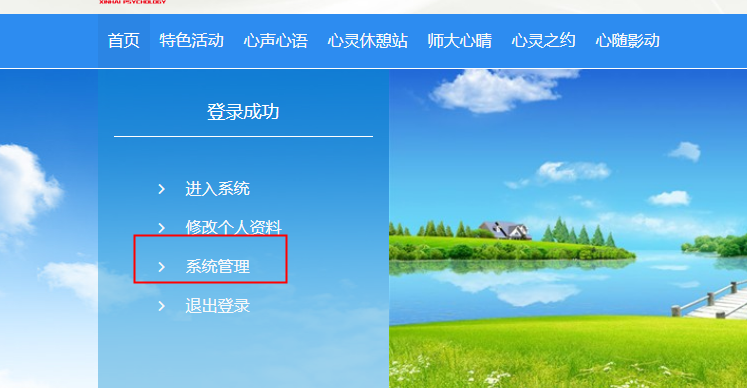 XINHAI PSYCHOLOGY
首页 特色活动 心声心语 心灵休憩站 师大心晴 心灵之约 心随影动
登录成功
进入系统
修改个人资料
系统管理
退出登录